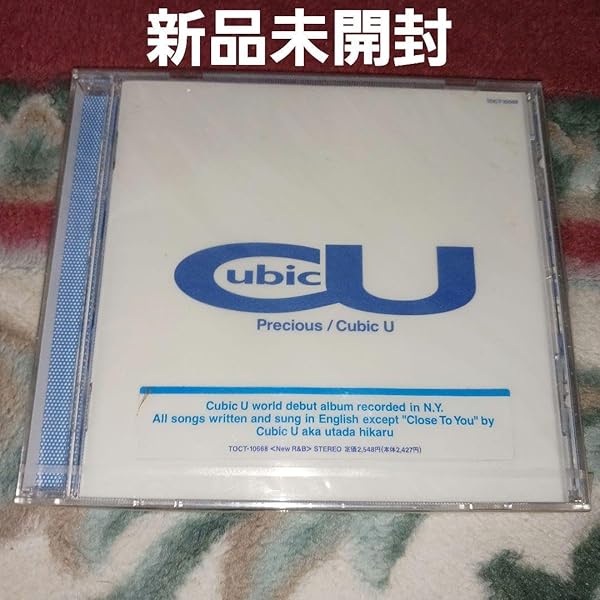 新品未開封
TOCT-10668
Cubic U
Precious / Cubic U
Cubic U world debut album recorded in N.Y.
All songs written and sung in English except "Close To You" by
Cubic U aka utada hikaru
TOCT-10668 <New R&B> STEREO 定価2,548円(本体2,427円)